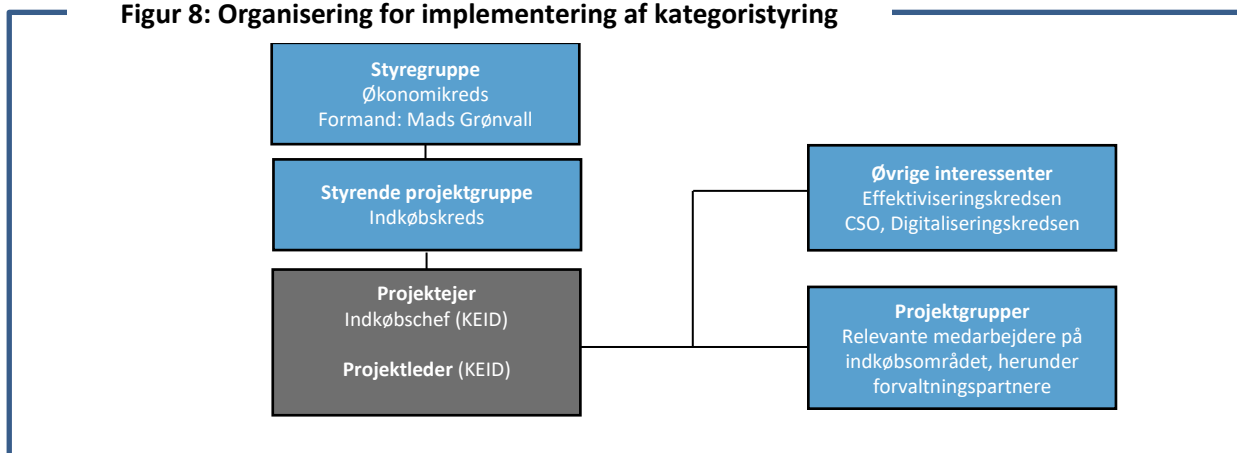 Figur 8: Organisering for implementering af kategoristyring
Styregruppe
Økonomikreds
Formand: Mads Grønvall
Styrende projektgruppe
Indkøbskreds
Projektejer
Indkøbschef (KEID)
Projektleder (KEID)
Øvrige interessenter
Effektiviseringskredsen
CSO, Digitaliseringskredsen
Projektgrupper
Relevante medarbejdere på
indkøbsområdet, herunder
forvaltningspartnere